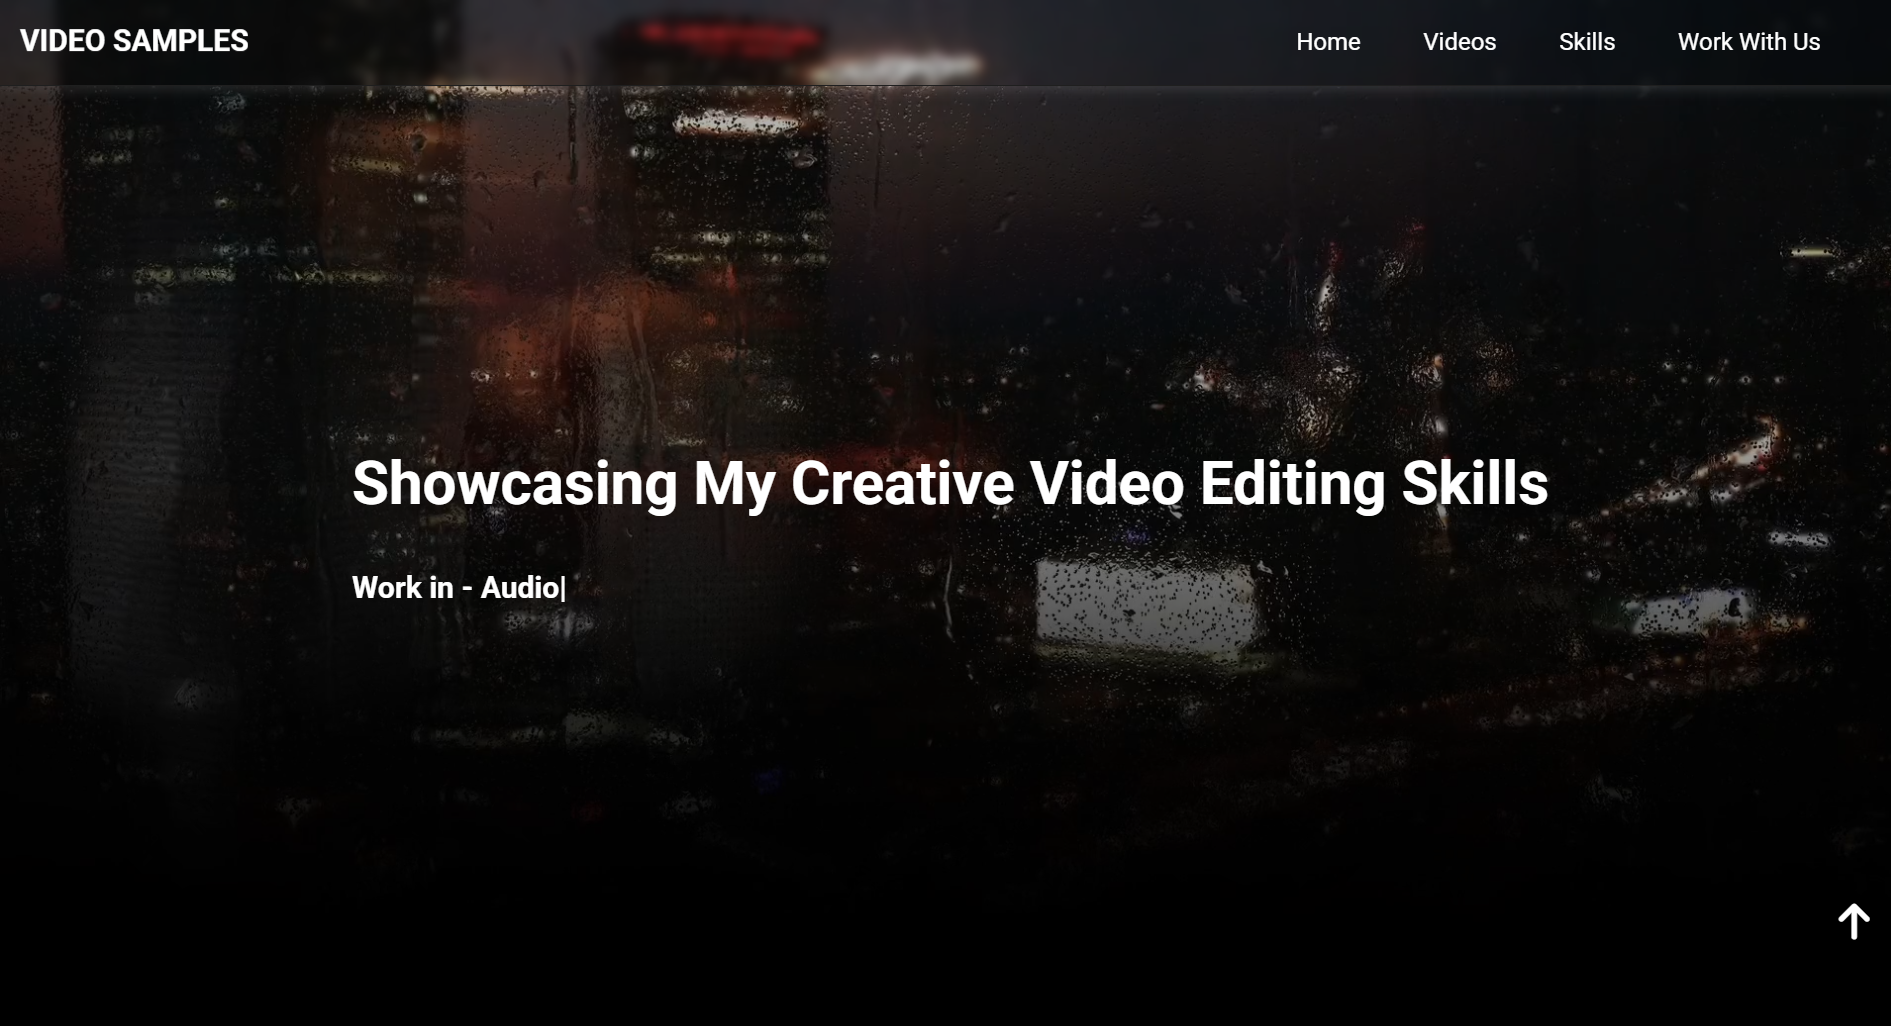 VIDEO SAMPLES
Home Videos Skills Work With Us
Showcasing My Creative Video Editing Skills
Work in - Audio|